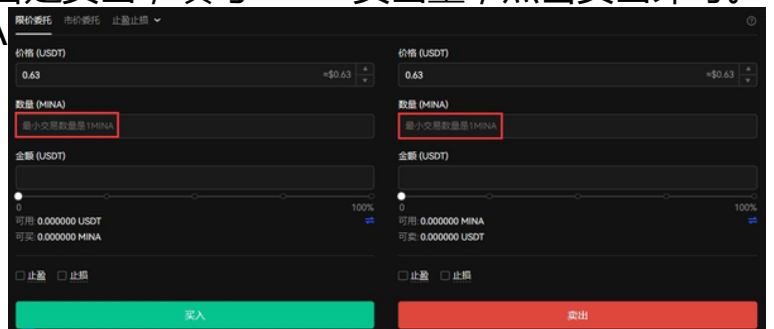 限价委托 市价委托 止盈止损
价格 (USDT)
0.63 ≈$0.63
数量 (MINA)
最小交易数量是1MINA
金额 (USDT)
0 100%
可用: 0.000000 USDT
可买: 0.000000 MINA
止盈 止损
买入
价格 (USDT)
0.63 ≈$0.63
数量 (MINA)
最小交易数量是1MINA
金额 (USDT)
0 100%
可用: 0.000000 MINA
可卖: 0.000000 USDT
止盈 止损
卖出